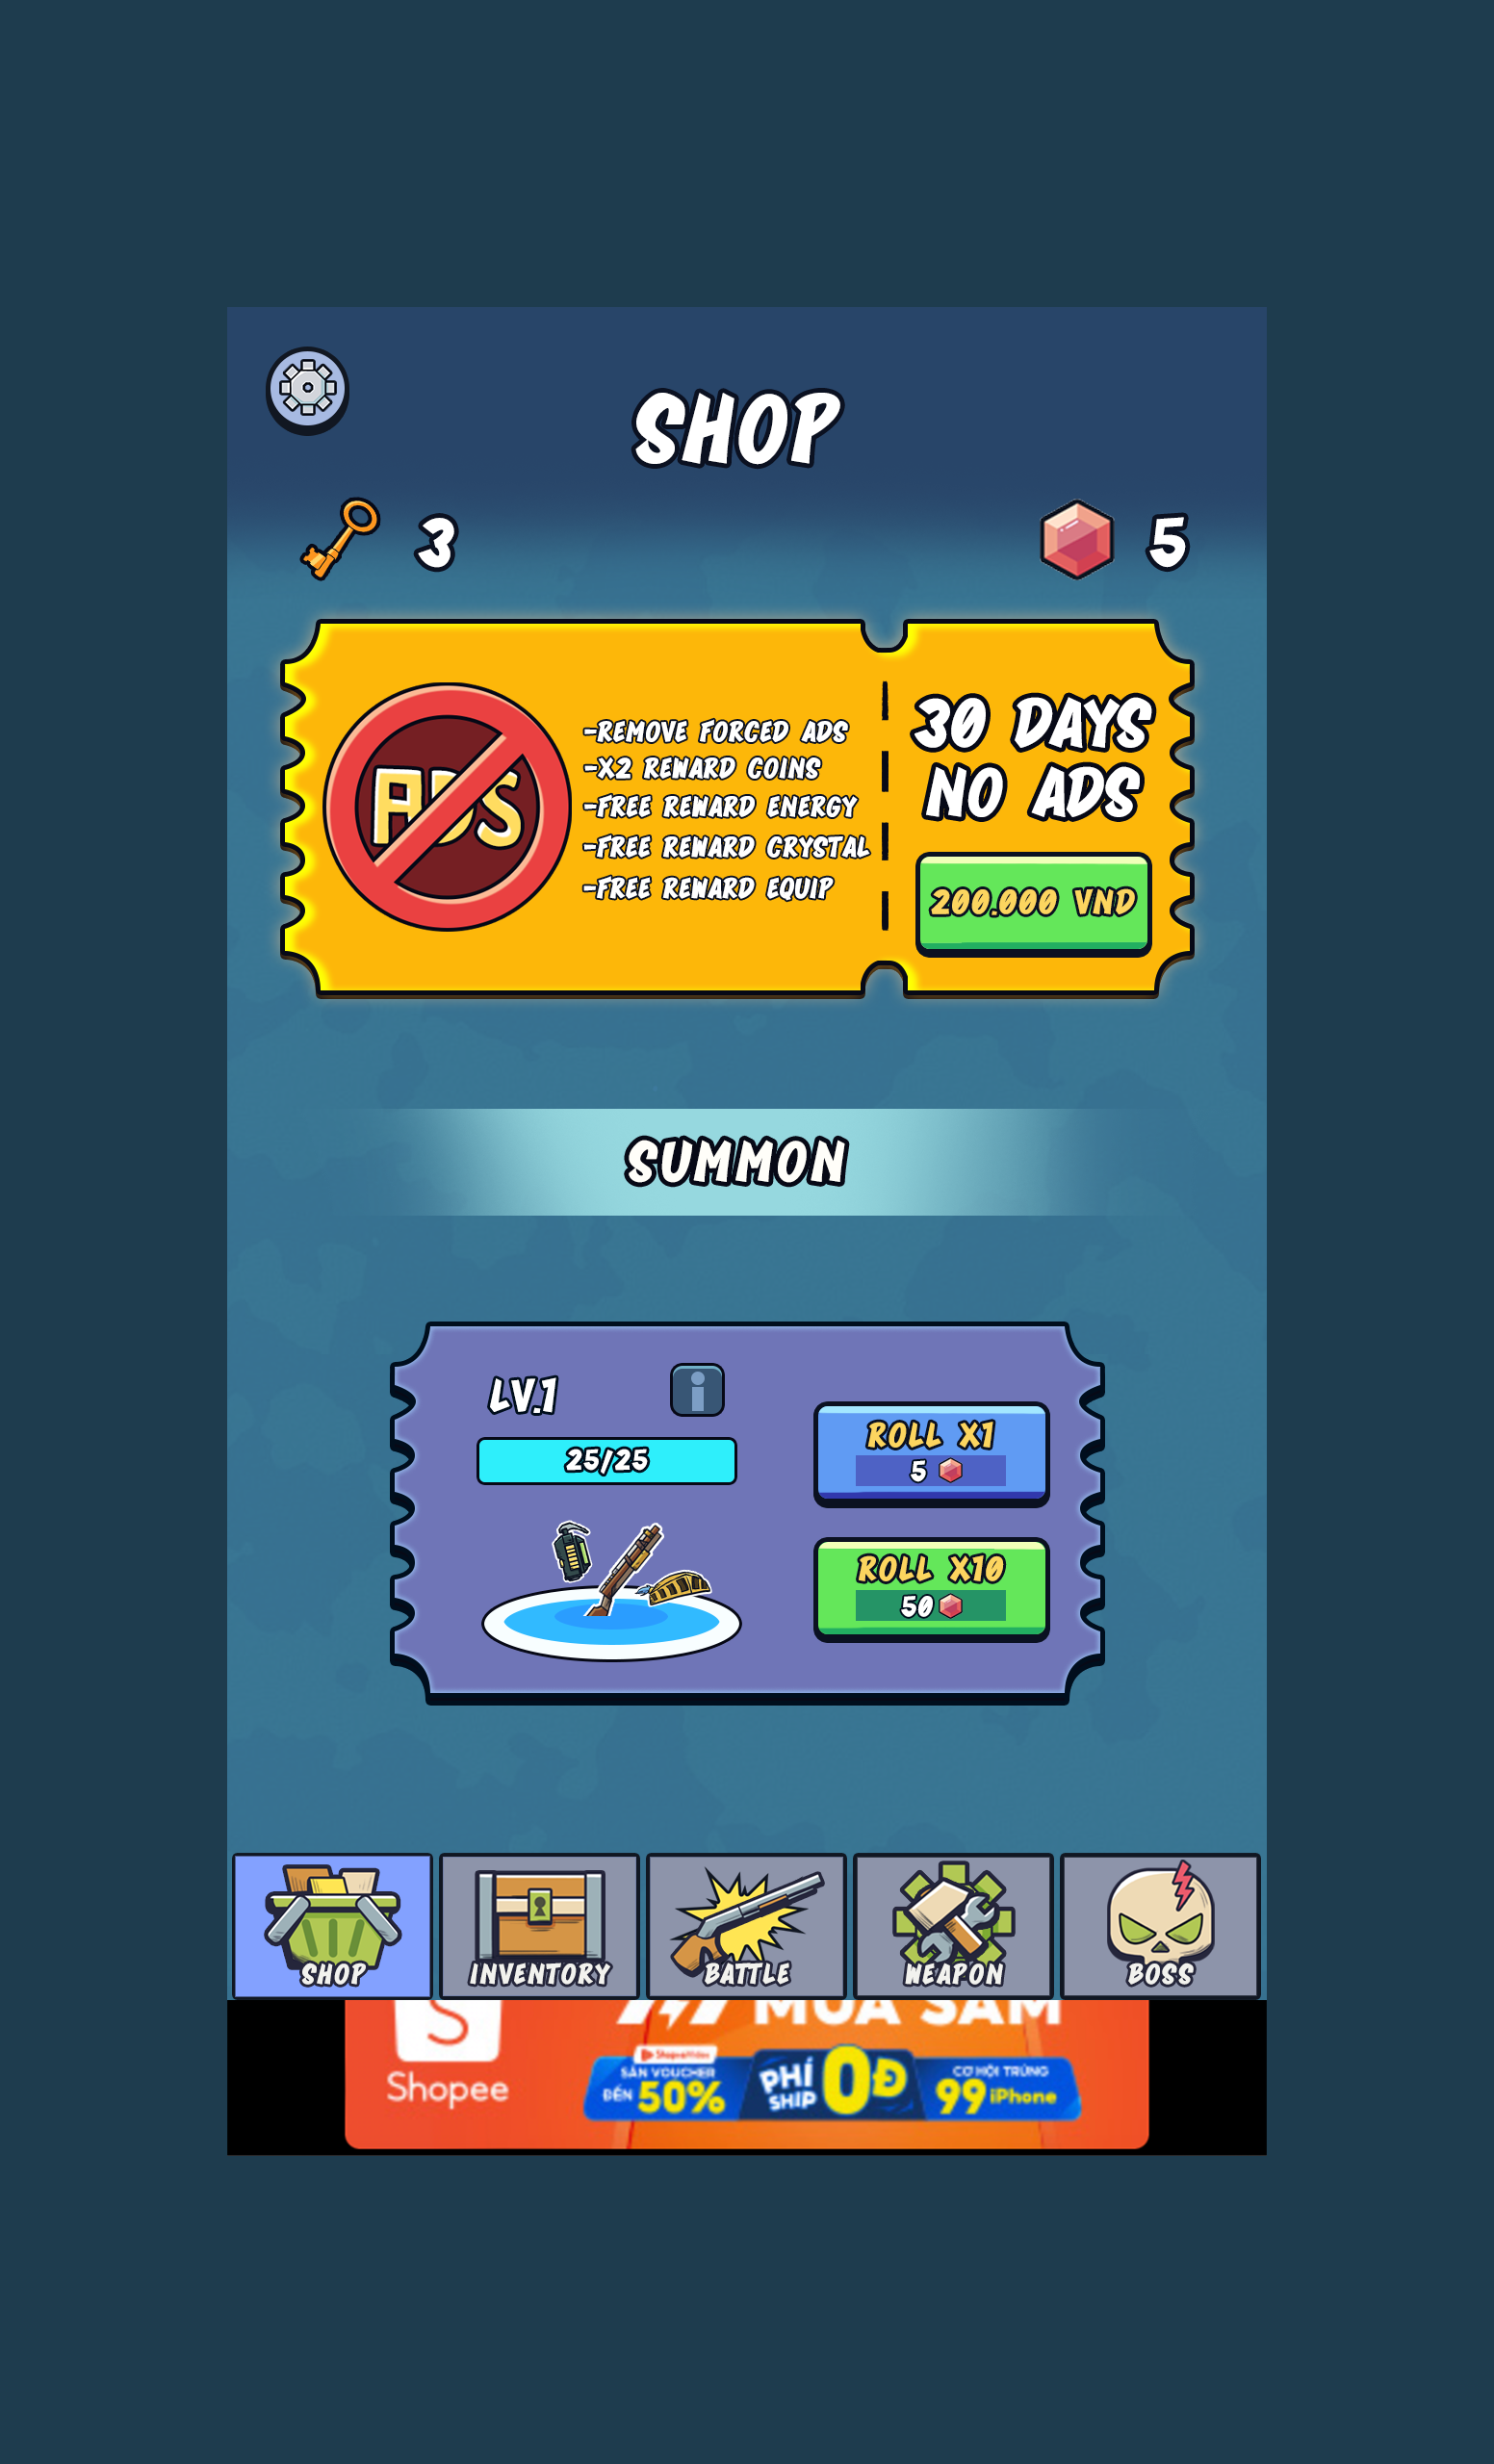 SHOP
3
5
ADS
-REMOVE FORCED ADS
-X2 REWARD COINS
-FREE REWARD ENERGY
-FREE REWARD CRYSTAL
-FREE REWARD EQUIP
30 DAYS
NO ADS
200.000 VND
SUMMON
LV.1
25/25
ROLL X1
5
ROLL X10
50
SHOP
INVENTORY
BATTLE
WEAPON
BOSS
MUA SẮM
Shopee
SĂN VOUCHER
ĐẾN 50%
PHÍ
SHIP
0Đ
CƠ HỘI TRÚNG
99 iPhone